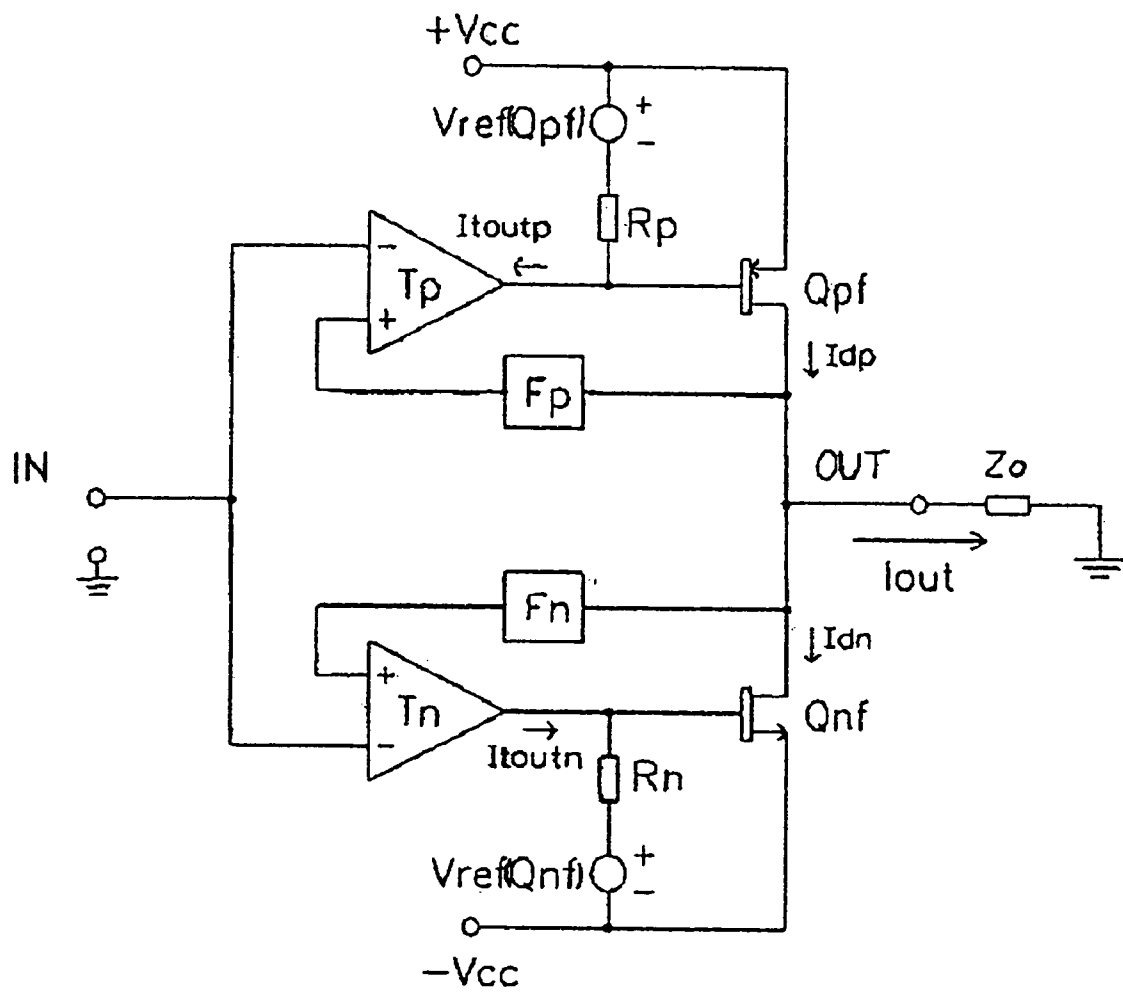 +Vcc
Vref(Qpf)
+
−
Rp
Itoutp
−
Tp
+
Qpf
Idp
Fp
IN
OUT
Zo
Iout
Fn
Idn
+
Tn
−
Qnf
Itoutn
Rn
Vref(Qnf)
+
−
−Vcc